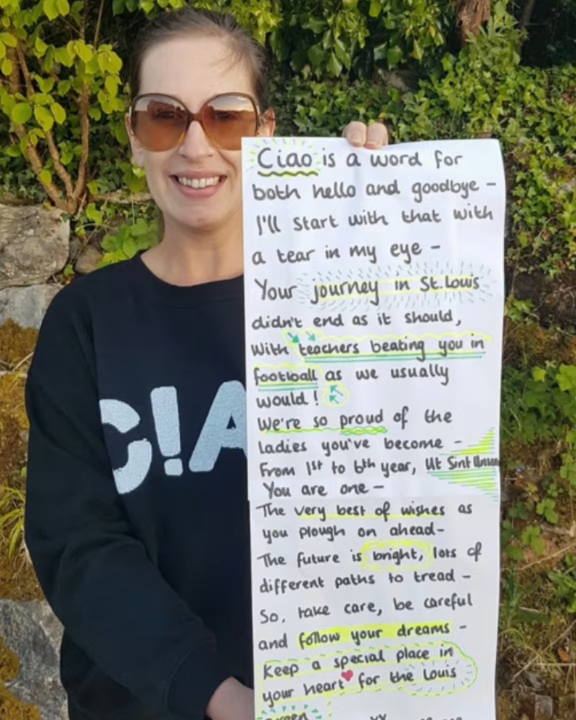 C!A
Ciao is a word for
both hello and goodbye -
I'll start with that with
a tear in my eye -
Your journey in St. Louis
didn't end as it should,
With teachers beating you in
football as we usually
would!
We're so proud of the
ladies you've become -
From 1st to 6th year, Ut Sint Unum
You are one -
The very best of wishes as
you plough on ahead -
The future is bright, lots of
different paths to tread -
So, take care, be careful
and follow your dreams -
Keep a special place in
your heart for the Louis
xx